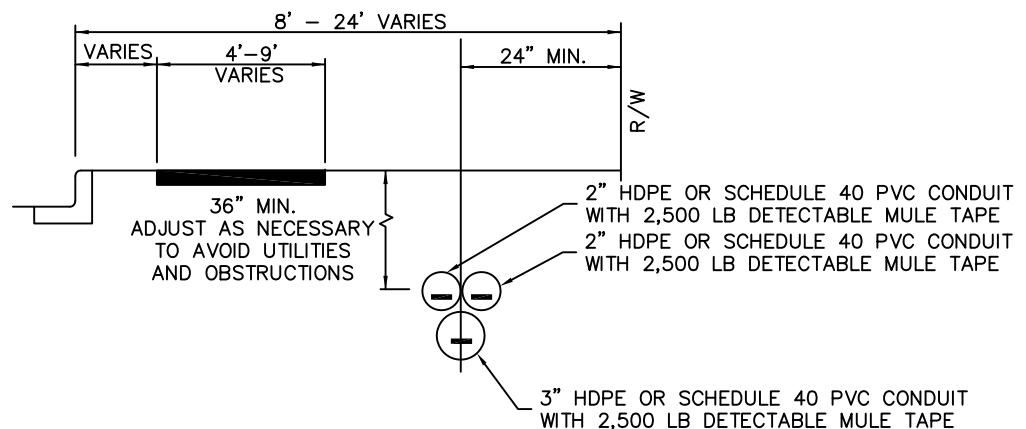 8' - 24' VARIES
VARIES
4'-9'
VARIES
24" MIN.
R/W
36" MIN.
ADJUST AS NECESSARY
TO AVOID UTILITIES
AND OBSTRUCTIONS
2" HDPE OR SCHEDULE 40 PVC CONDUIT
WITH 2,500 LB DETECTABLE MULE TAPE
2" HDPE OR SCHEDULE 40 PVC CONDUIT
WITH 2,500 LB DETECTABLE MULE TAPE
3" HDPE OR SCHEDULE 40 PVC CONDUIT
WITH 2,500 LB DETECTABLE MULE TAPE